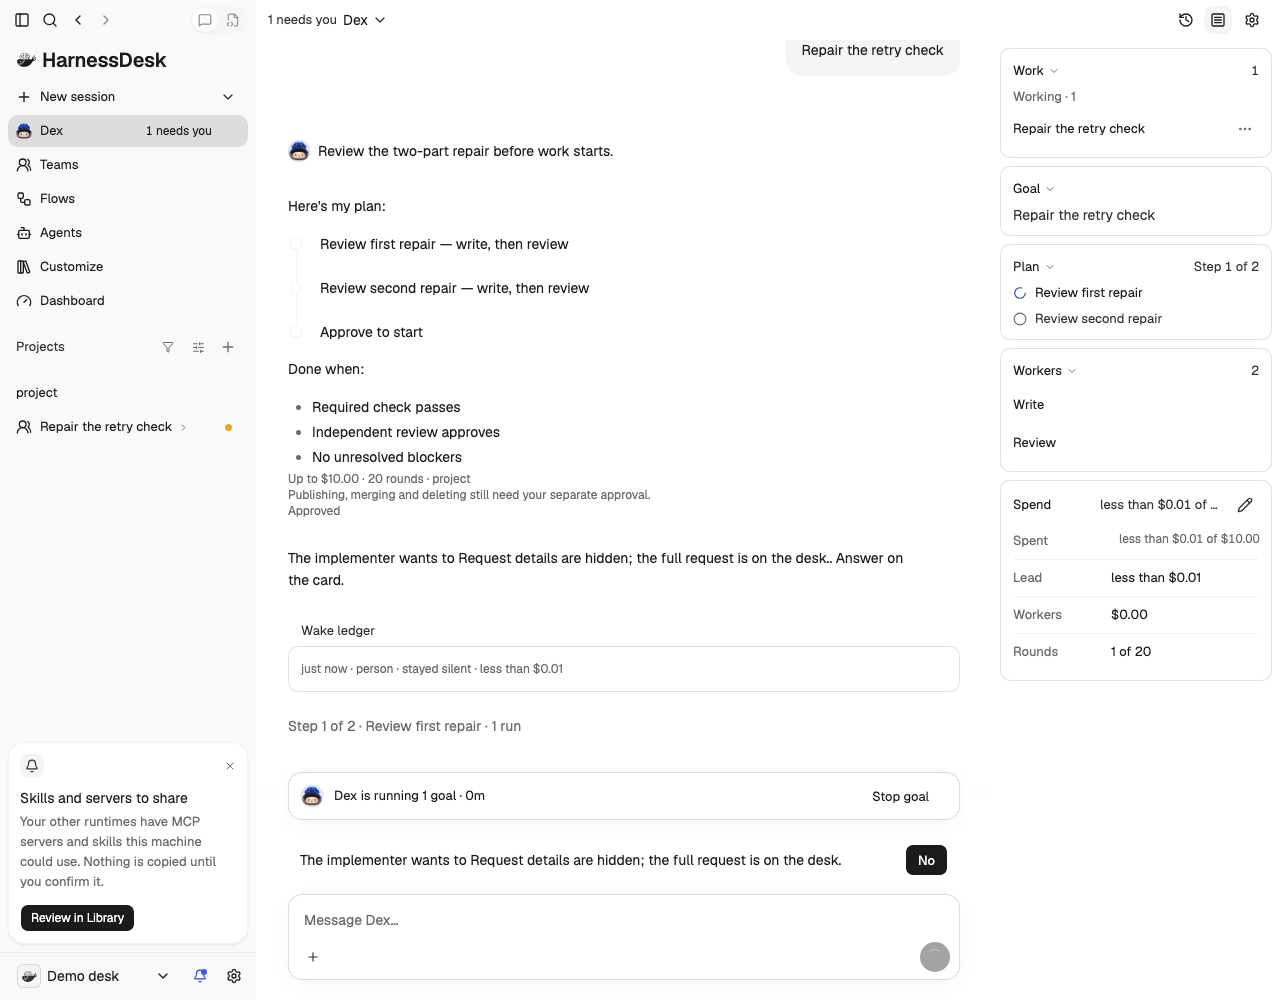 HarnessDesk
New session
Dex 1 needs you
Teams
Flows
Agents
Customize
Dashboard
Projects
project
Repair the retry check
Skills and servers to share
Your other runtimes have MCP
servers and skills this machine
could use. Nothing is copied until
you confirm it.
Review in Library
Demo desk
1 needs you Dex
Repair the retry check
Review the two-part repair before work starts.
Here's my plan:
Review first repair — write, then review
Review second repair — write, then review
Approve to start
Done when:
Required check passes
Independent review approves
No unresolved blockers
Up to $10.00 · 20 rounds · project
Publishing, merging and deleting still need your separate approval.
Approved
The implementer wants to Request details are hidden; the full request is on the desk.. Answer on
the card.
Wake ledger
just now · person · stayed silent · less than $0.01
Step 1 of 2 · Review first repair · 1 run
Dex is running 1 goal · 0m Stop goal
The implementer wants to Request details are hidden; the full request is on the desk. No
Message Dex…
Work 1
Working · 1
Repair the retry check
Goal
Repair the retry check
Plan Step 1 of 2
Review first repair
Review second repair
Workers 2
Write
Review
Spend less than $0.01 of …
Spent less than $0.01 of $10.00
Lead less than $0.01
Workers $0.00
Rounds 1 of 20